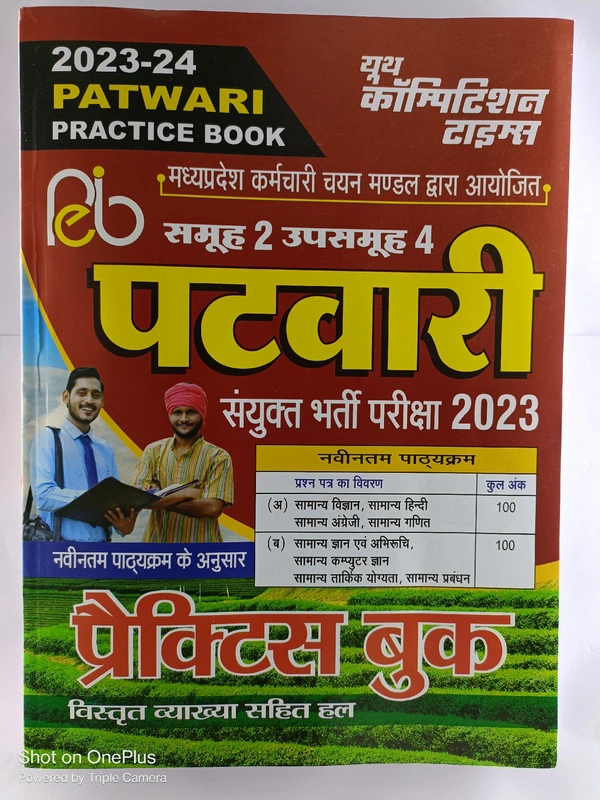 2023-24
PATWARI
PRACTICE BOOK
यूथ
कॉम्पिटिशन
टाइम्स
Peb
मध्यप्रदेश कर्मचारी चयन मण्डल द्वारा आयोजित
समूह 2 उपसमूह 4
पटवारी
संयुक्त भर्ती परीक्षा 2023
नवीनतम पाठ्यक्रम
प्रश्न पत्र का विवरण कुल अंक
(अ) सामान्य विज्ञान, सामान्य हिन्दी 100
सामान्य अंग्रेजी, सामान्य गणित
(ब) सामान्य ज्ञान एवं अभिरूचि, 100
सामान्य कम्प्युटर ज्ञान
सामान्य तार्किक योग्यता, सामान्य प्रबंधन
नवीनतम पाठ्यक्रम के अनुसार
प्रैक्टिस बुक
विस्तृत व्याख्या सहित हल
Shot on OnePlus
Powered by Triple Camera